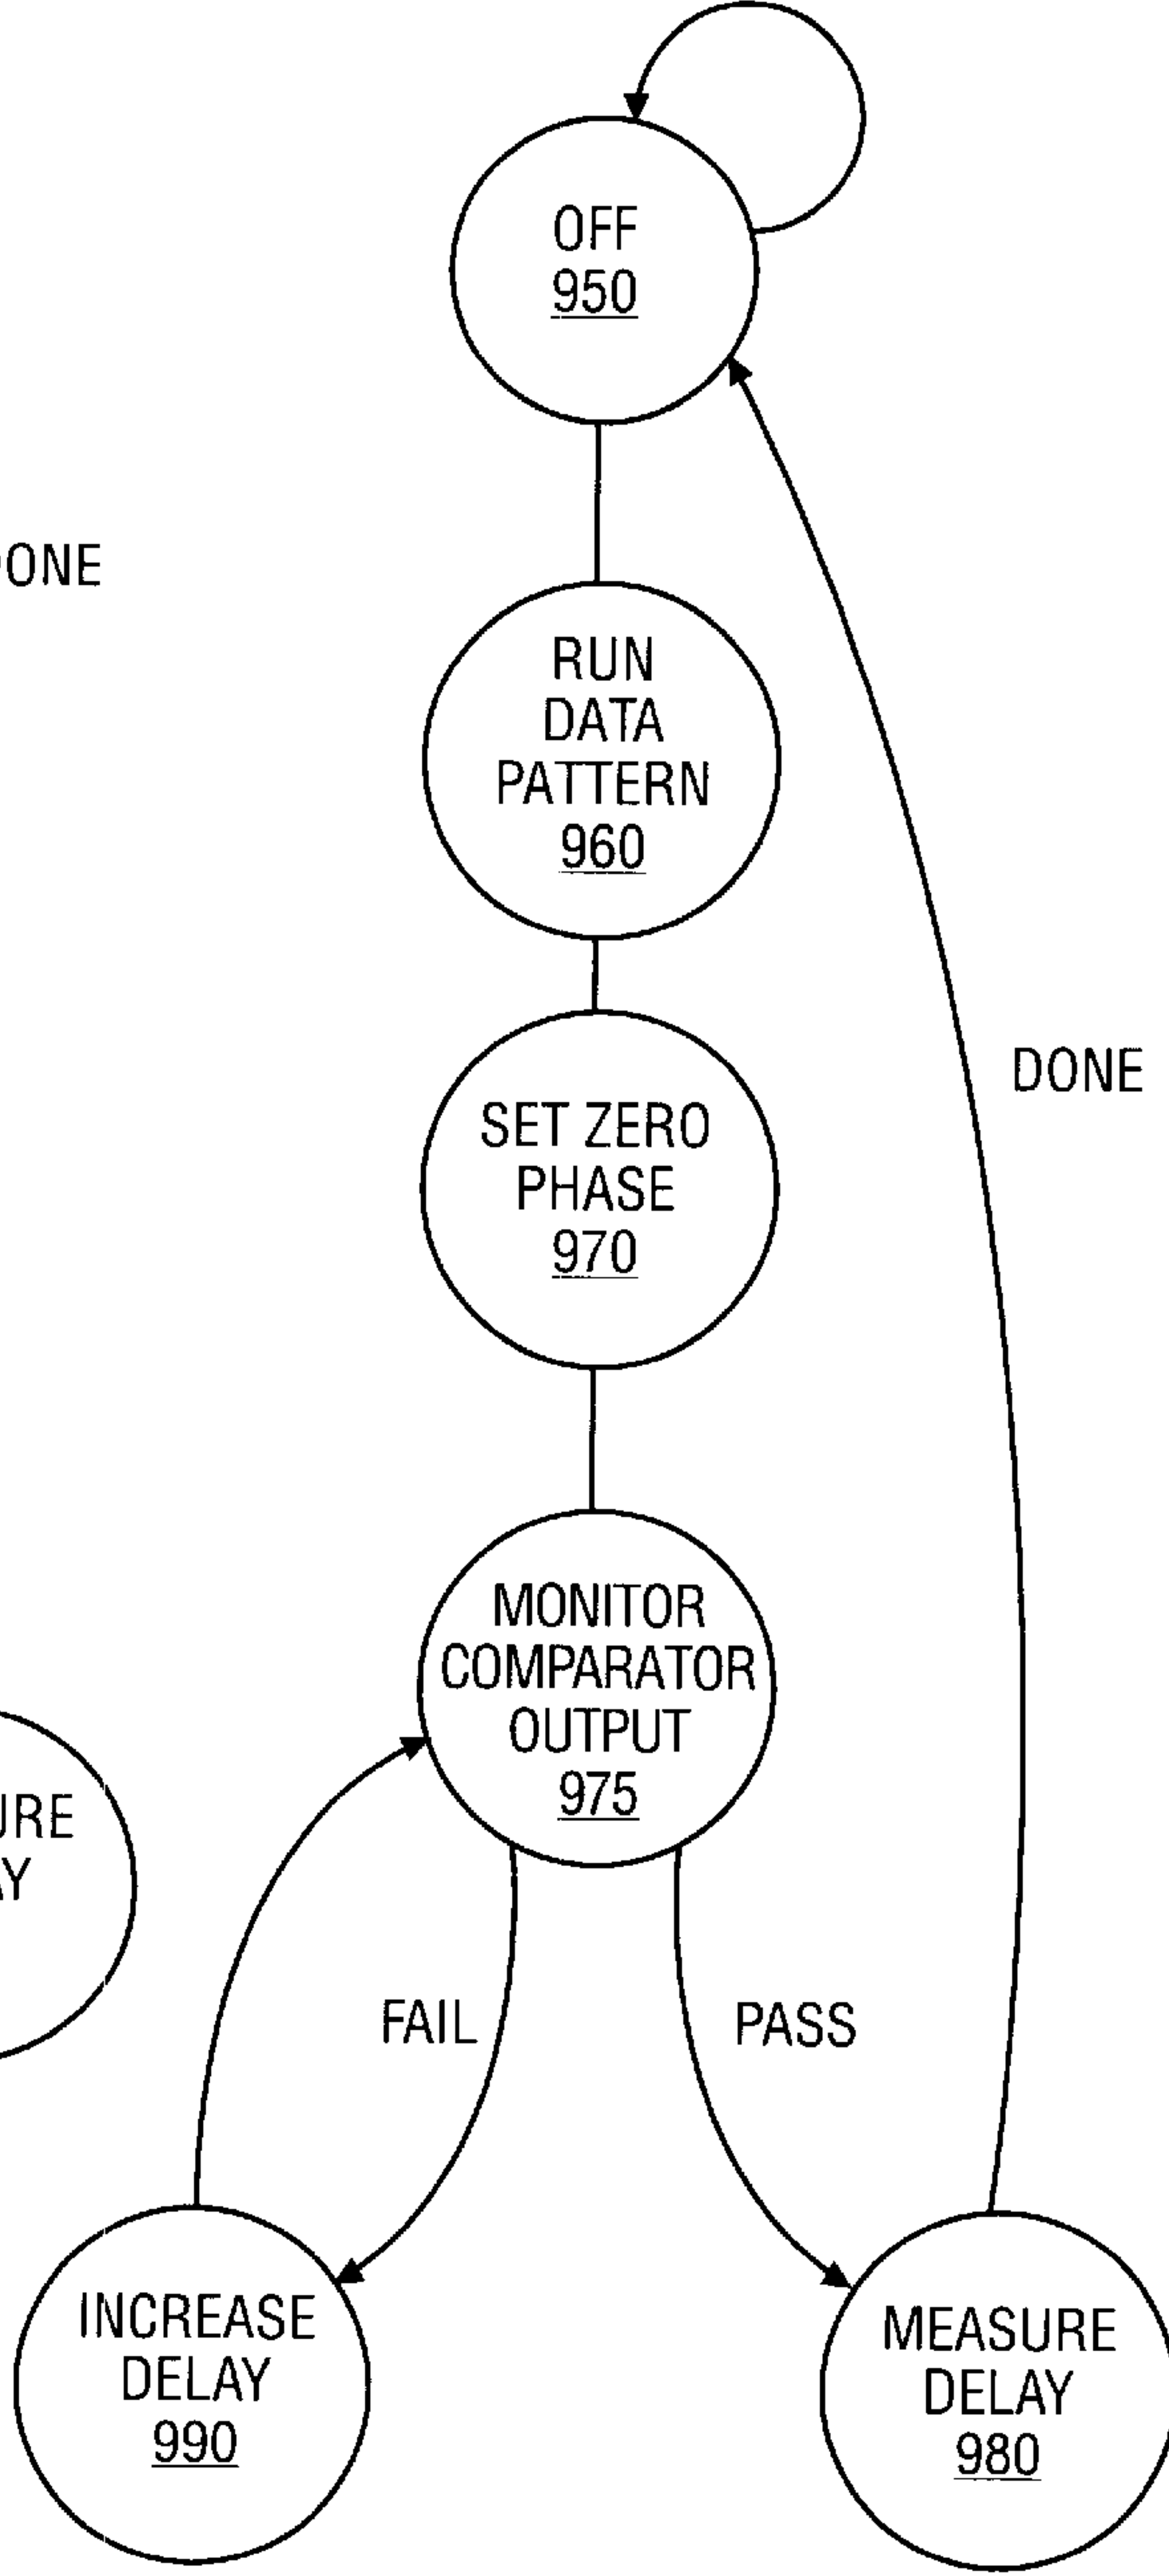 OFF
950
RUN
DATA
PATTERN
960
SET ZERO
PHASE
970
DONE
MONITOR
COMPARATOR
OUTPUT
975
FAIL
PASS
INCREASE
DELAY
990
MEASURE
DELAY
980